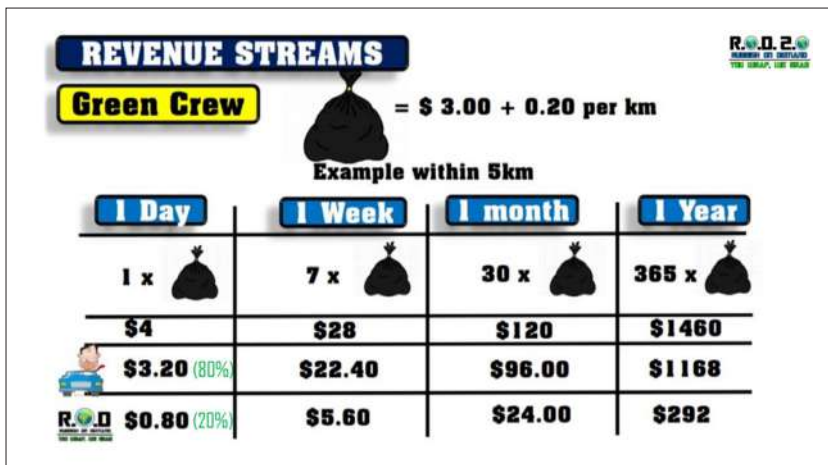 REVENUE STREAMS
R.O.D. 2.0
Green Crew
= $ 3.00 + 0.20 per km
Example within 5km
1 Day
1 Week
1 month
1 Year
1 x
7 x
30 x
365 x
$4
$28
$120
$1460
$3.20 (80%)
$22.40
$96.00
$1168
R.O.D
$0.80 (20%)
$5.60
$24.00
$292